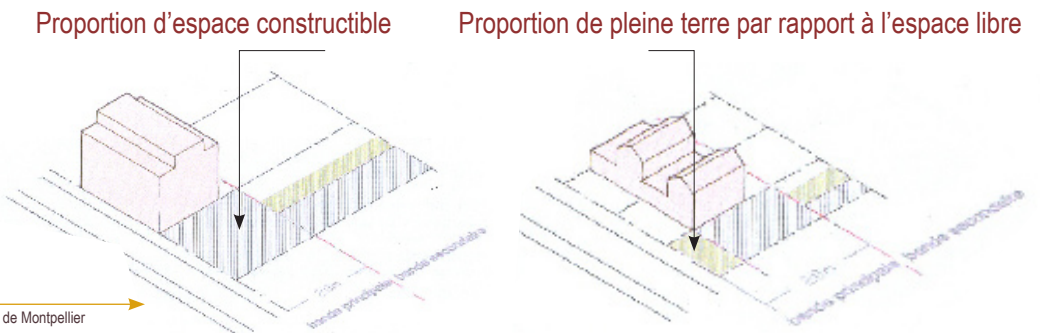 Proportion d’espace constructible
Proportion de pleine terre par rapport à l’espace libre
bande principale bande secondaire
bande principale bande secondaire
de Montpellier